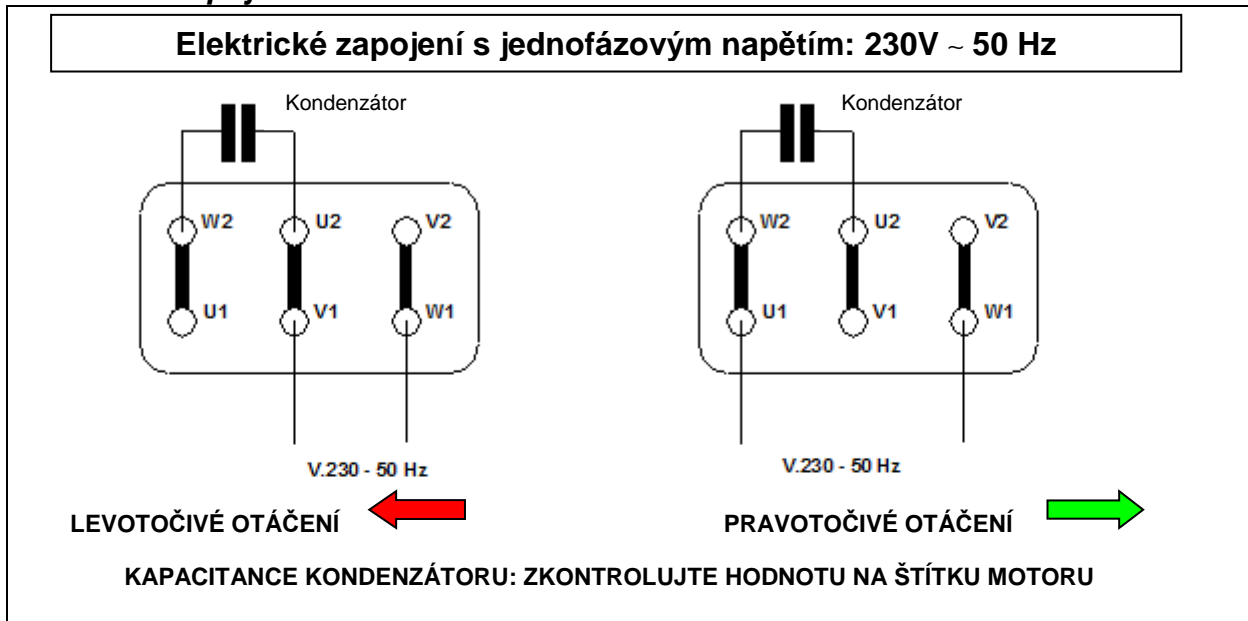 Elektrické zapojení s jednofázovým napětím: 230V ~ 50 Hz
Kondenzátor
W2 U2 V2
U1 V1 W1
V.230 - 50 Hz
LEVOTOČIVÉ OTÁČENÍ
Kondenzátor
W2 U2 V2
U1 V1 W1
V.230 - 50 Hz
PRAVOTOČIVÉ OTÁČENÍ
KAPACITANCE KONDENZÁTORU: ZKONTROLUJTE HODNOTU NA ŠTÍTKU MOTORU